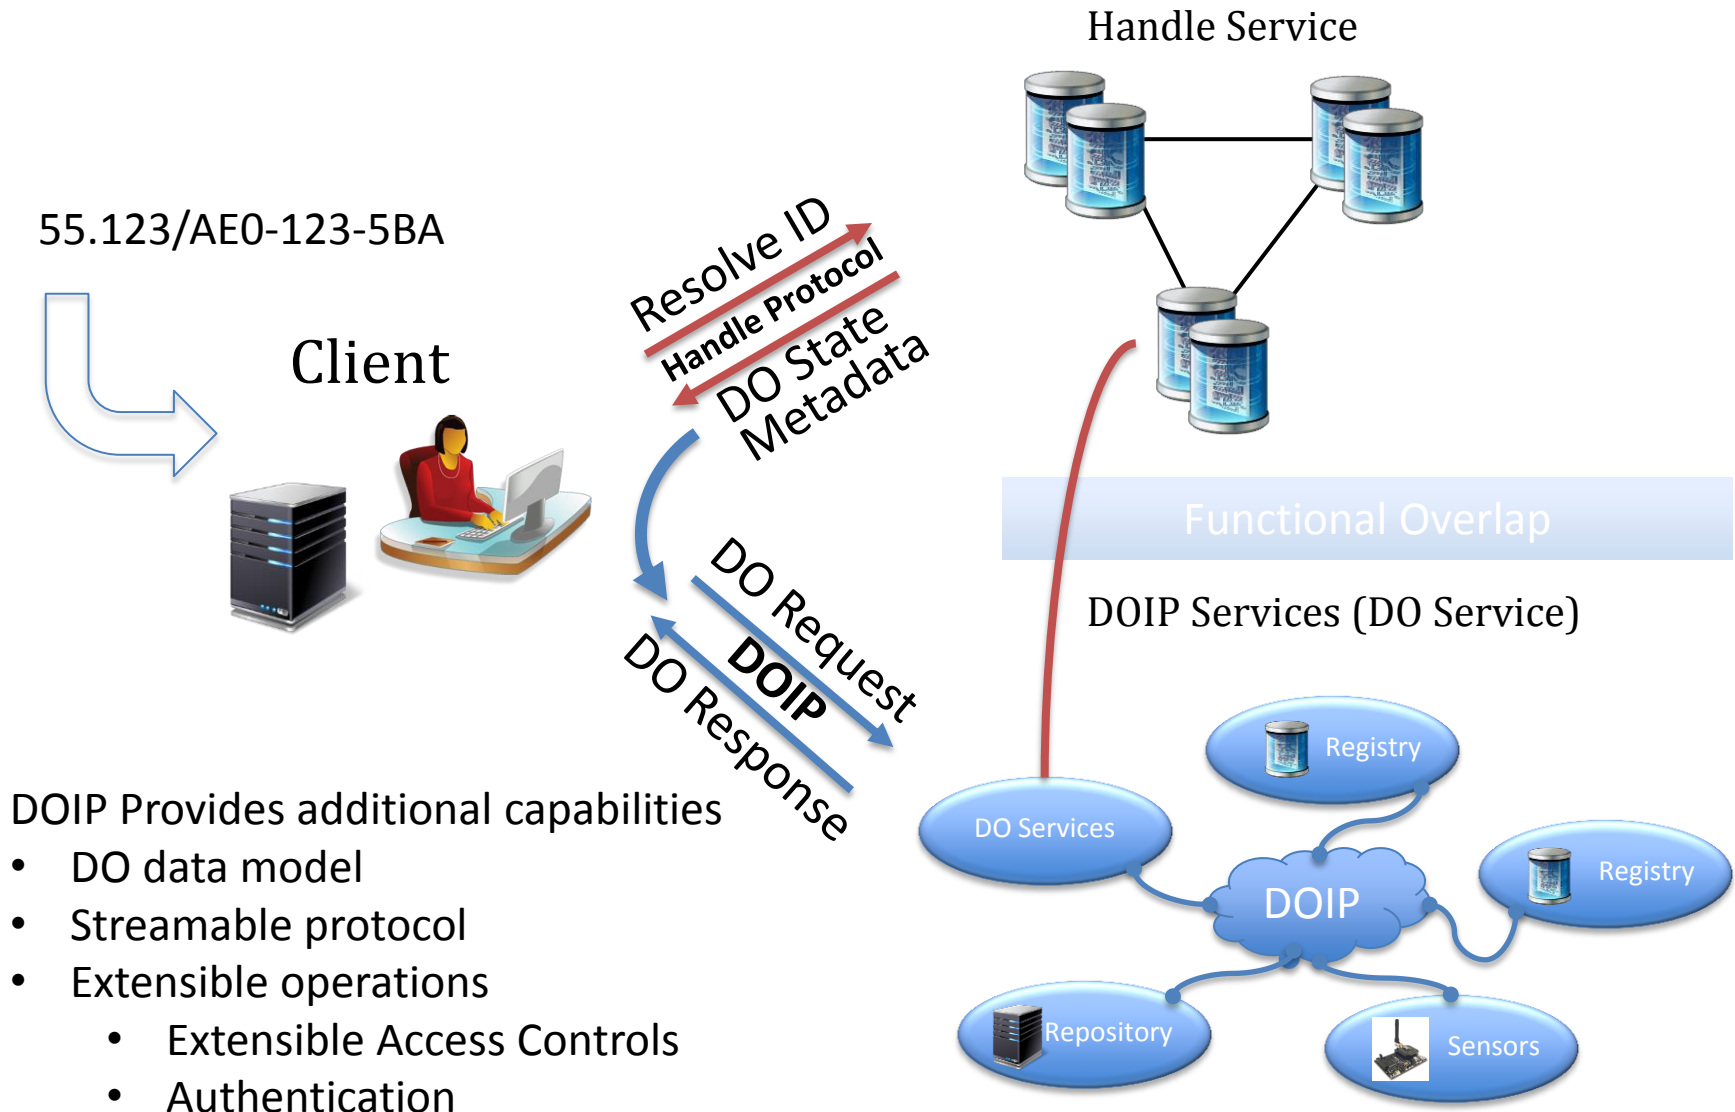 Handle Service
55.123/AE0-123-5BA
Client
Resolve ID
Handle Protocol
DO State
Metadata
Functional Overlap
DOIP Services (DO Service)
DO Request
DOIP
DO Response
Registry
DO Services
Registry
DOIP
Repository
Sensors
DOIP Provides additional capabilities
• DO data model
• Streamable protocol
• Extensible operations
• Extensible Access Controls
• Authentication